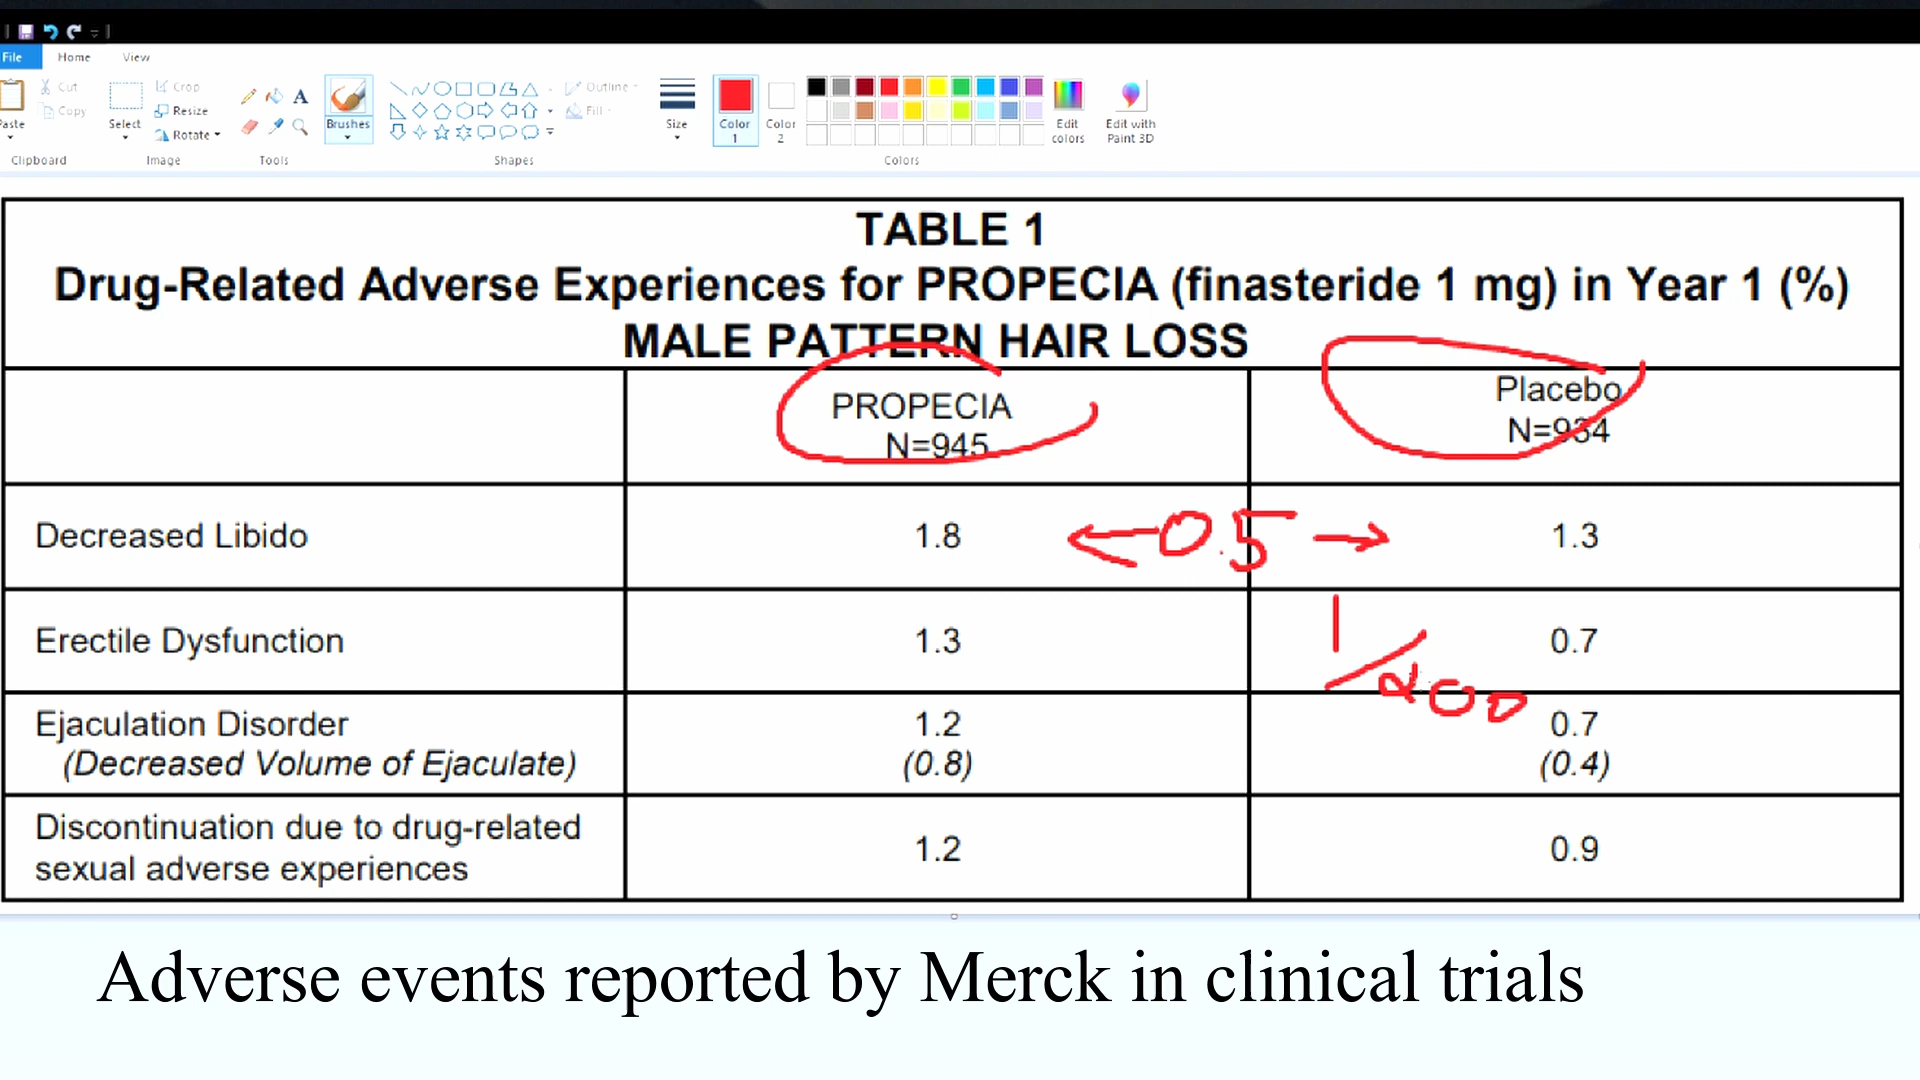 File Home View
Cut
Copy
Paste
Clipboard
Select
Crop
Resize
Rotate
Image
A
Tools
Brushes
Shapes
Outline
Fill
Size
Color 1
Color 2
Colors
Edit colors
Edit with Paint 3D
TABLE 1
Drug-Related Adverse Experiences for PROPECIA (finasteride 1 mg) in Year 1 (%)
MALE PATTERN HAIR LOSS
PROPECIA Placebo
N=945 N=934
Decreased Libido 1.8 0.5 1.3
Erectile Dysfunction 1.3 1/200 0.7
Ejaculation Disorder 1.2 0.7
(Decreased Volume of Ejaculate) (0.8) (0.4)
Discontinuation due to drug-related
sexual adverse experiences 1.2 0.9
Adverse events reported by Merck in clinical trials